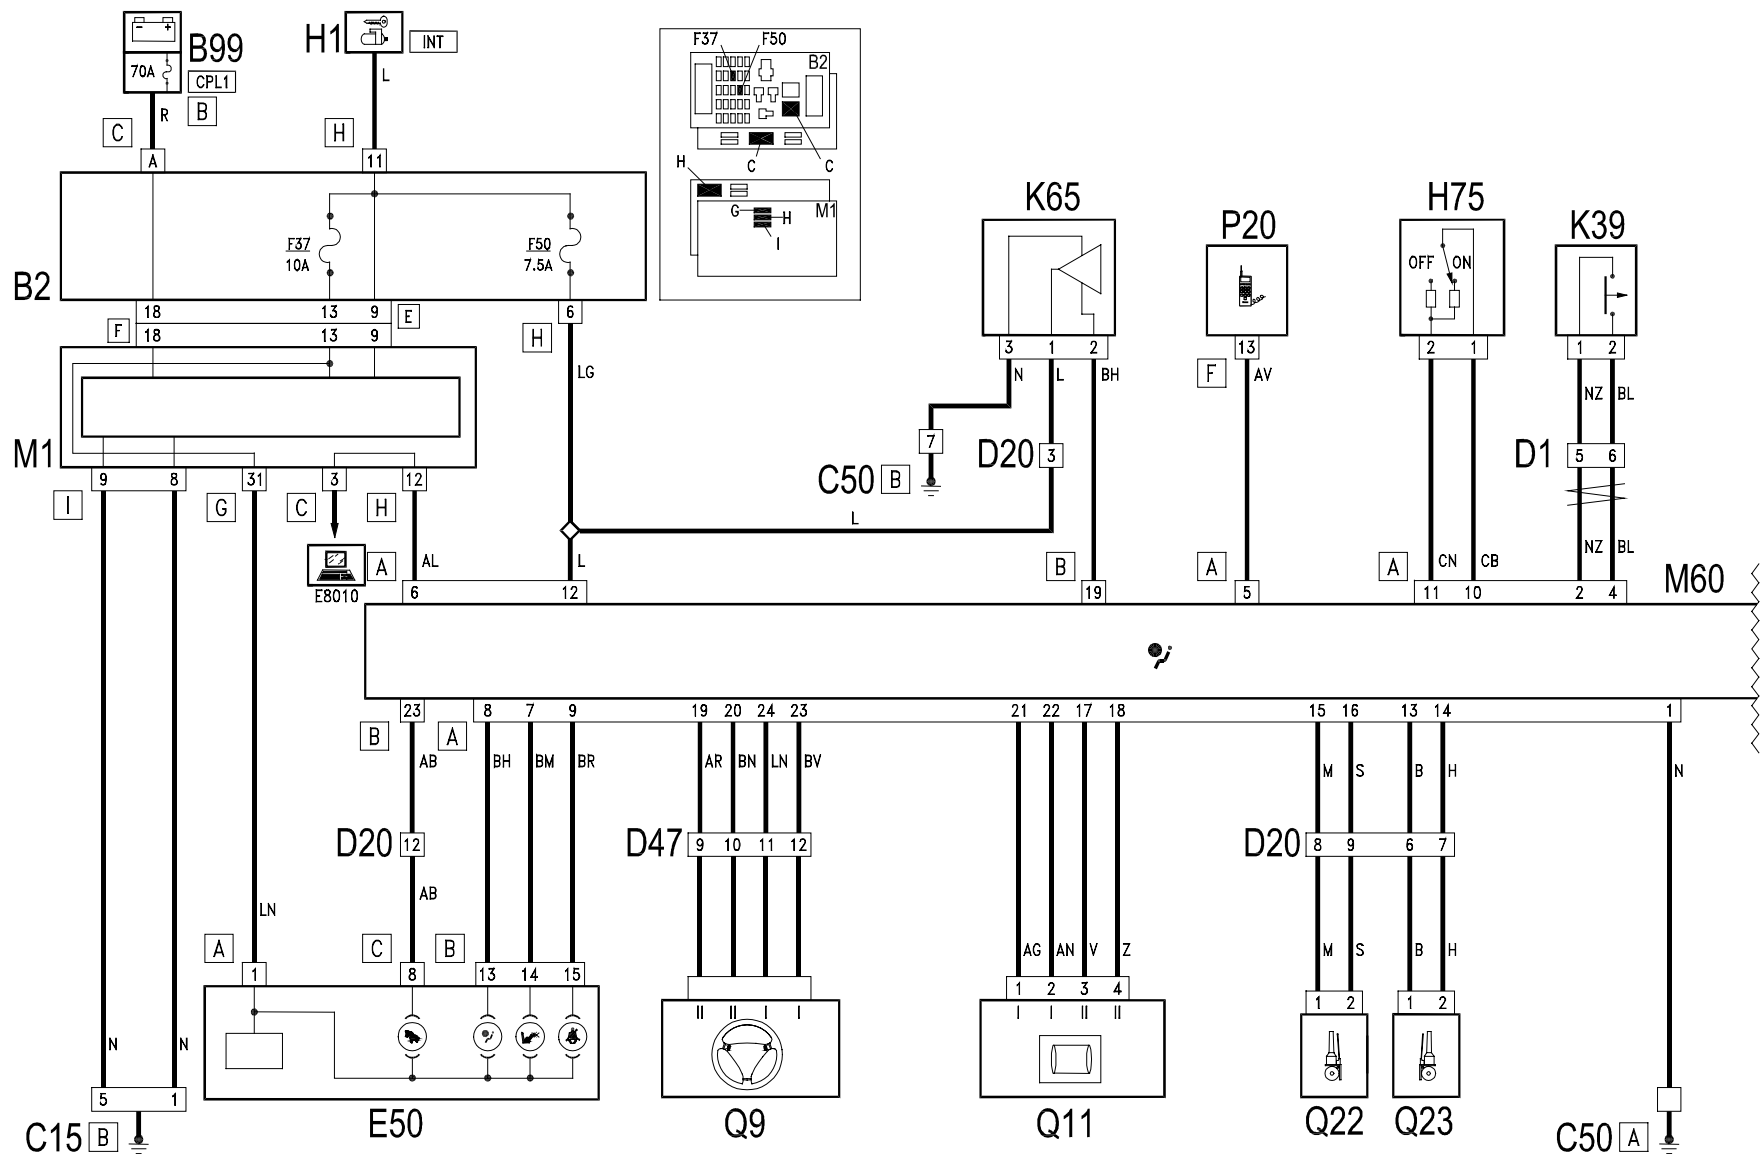 B99
70A
CPL1
B
R
C
A
H1
INT
L
H
11
F37 F50
B2
C C
H
M1
G H
I
B2
F37
10A
F50
7.5A
18 13 9 E
F 18 13 9
6
H
LG
M1
9 8 31 3 12
I G C H
E8010
A
AL
L
L
6 12
K65
3 1 2
N L BH
7
C50 B
D20 3
B
19
P20
13
F AV
A
5
H75
OFF ON
2 1
A
CN CB
11 10
K39
1 2
NZ BL
D1 5 6
NZ BL
2 4
M60
23 8 7 9 19 20 24 23 21 22 17 18 15 16 13 14 1
B A
AB BH BM BR AR BN LN BV M S B H N
D20 12
D47 9 10 11 12
D20 8 9 6 7
AB
LN
A C B
AG AN V Z
M S B H
1 8 13 14 15
1 2 3 4
1 2 1 2
II II I I
I I II II
N N
5 1
C15 B
E50
Q9
Q11
Q22
Q23
C50 A